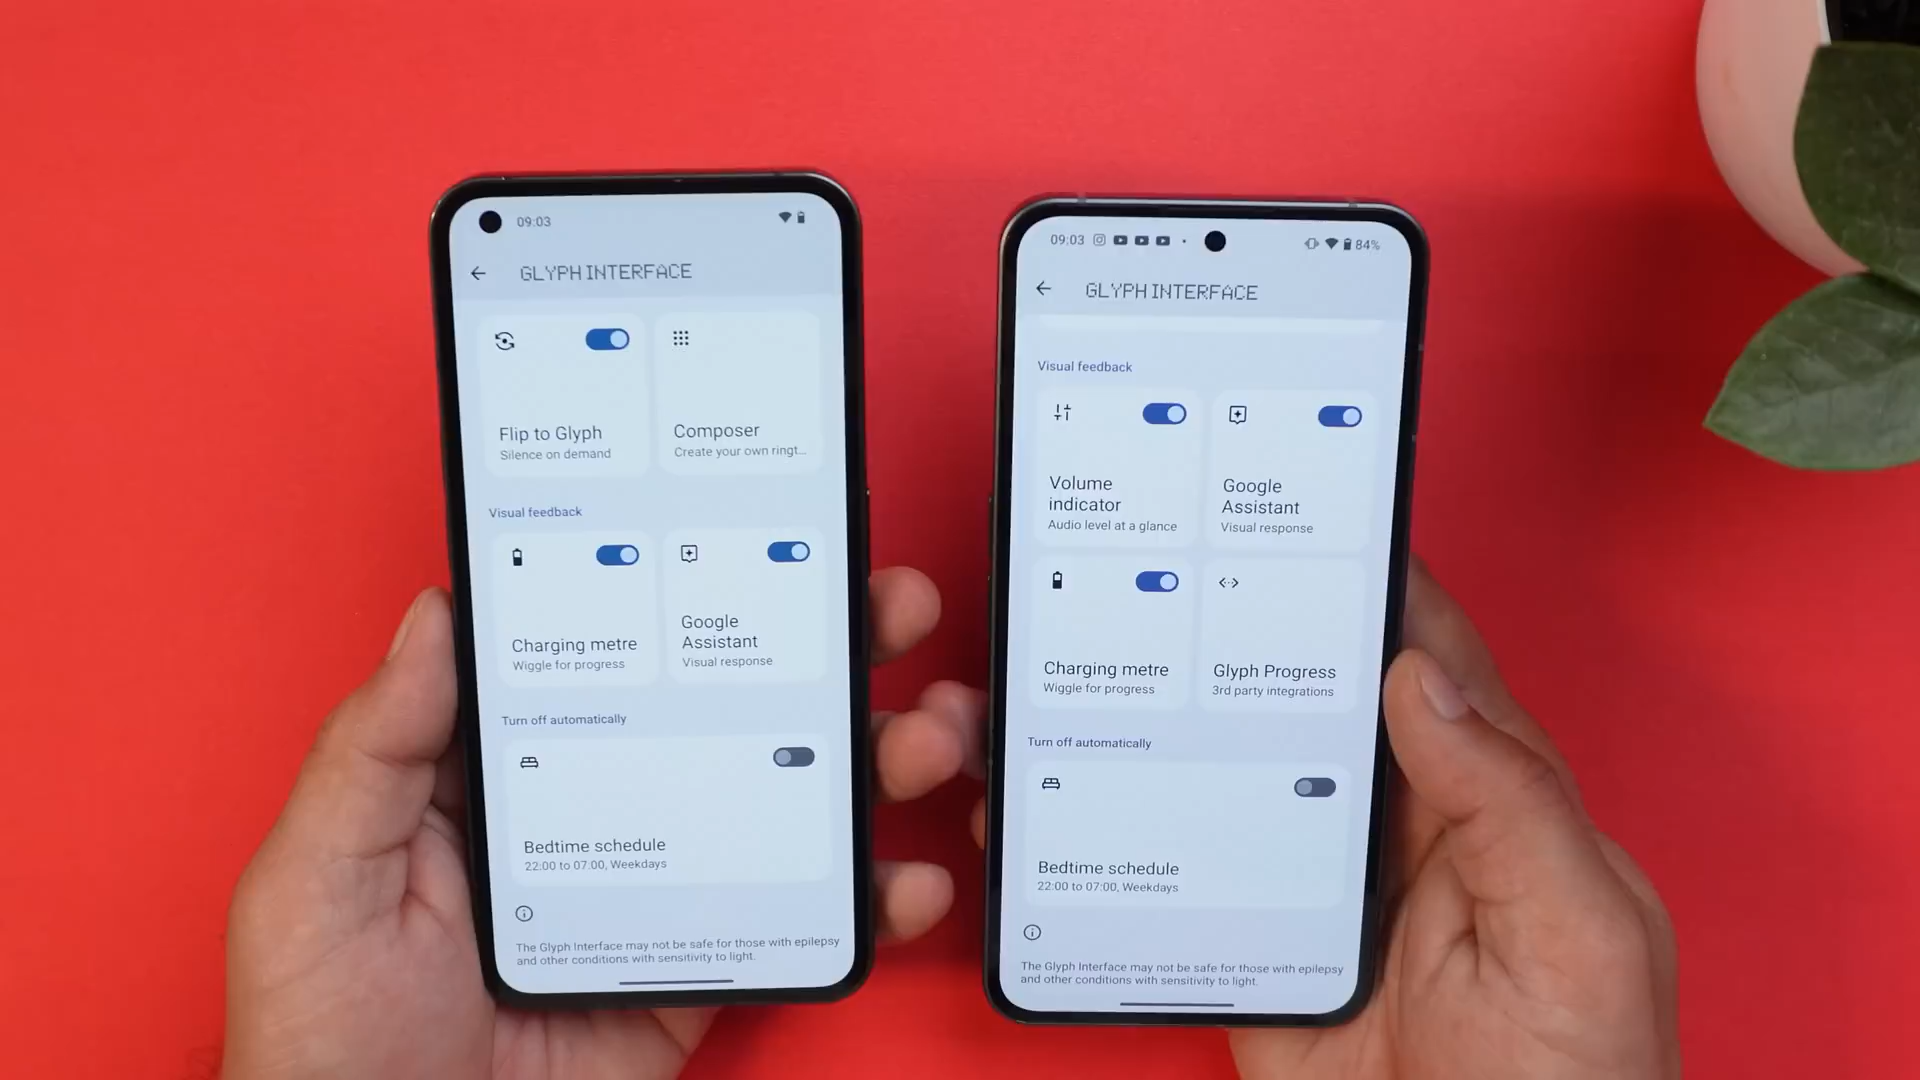 09:03
GLYPH INTERFACE
Flip to Glyph
Silence on demand
Composer
Create your own ringt...
Visual feedback
Charging metre
Wiggle for progress
Google
Assistant
Visual response
Turn off automatically
Bedtime schedule
22:00 to 07:00, Weekdays
The Glyph Interface may not be safe for those with epilepsy
and other conditions with sensitivity to light.
09:03
84%
GLYPH INTERFACE
Visual feedback
Volume
indicator
Audio level at a glance
Google
Assistant
Visual response
Charging metre
Wiggle for progress
Glyph Progress
3rd party integrations
Turn off automatically
Bedtime schedule
22:00 to 07:00, Weekdays
The Glyph Interface may not be safe for those with epilepsy
and other conditions with sensitivity to light.